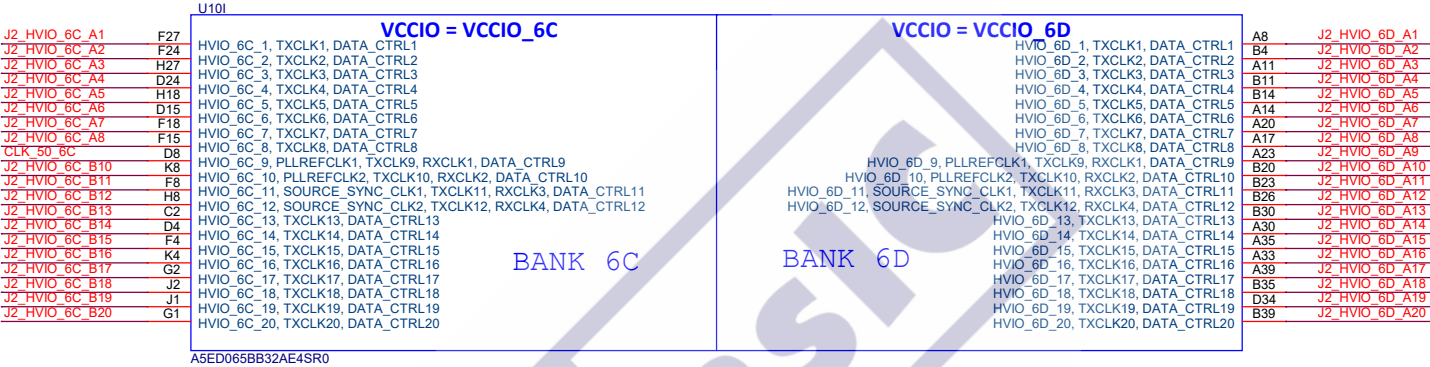 U10I
VCCIO = VCCIO_6C VCCIO = VCCIO_6D
J2_HVIO_6C_A1 F27 HVIO_6C_1, TXCLK1, DATA_CTRL1 HVIO_6D_1, TXCLK1, DATA_CTRL1 A8 J2_HVIO_6D_A1
J2_HVIO_6C_A2 F24 HVIO_6C_2, TXCLK2, DATA_CTRL2 HVIO_6D_2, TXCLK2, DATA_CTRL2 B4 J2_HVIO_6D_A2
J2_HVIO_6C_A3 H27 HVIO_6C_3, TXCLK3, DATA_CTRL3 HVIO_6D_3, TXCLK3, DATA_CTRL3 A11 J2_HVIO_6D_A3
J2_HVIO_6C_A4 D24 HVIO_6C_4, TXCLK4, DATA_CTRL4 HVIO_6D_4, TXCLK4, DATA_CTRL4 B11 J2_HVIO_6D_A4
J2_HVIO_6C_A5 H18 HVIO_6C_5, TXCLK5, DATA_CTRL5 HVIO_6D_5, TXCLK5, DATA_CTRL5 B14 J2_HVIO_6D_A5
J2_HVIO_6C_A6 D15 HVIO_6C_6, TXCLK6, DATA_CTRL6 HVIO_6D_6, TXCLK6, DATA_CTRL6 A14 J2_HVIO_6D_A6
J2_HVIO_6C_A7 F18 HVIO_6C_7, TXCLK7, DATA_CTRL7 HVIO_6D_7, TXCLK7, DATA_CTRL7 A20 J2_HVIO_6D_A7
J2_HVIO_6C_A8 F15 HVIO_6C_8, TXCLK8, DATA_CTRL8 HVIO_6D_8, TXCLK8, DATA_CTRL8 A17 J2_HVIO_6D_A8
CLK_50_6C D8 HVIO_6C_9, PLLREFCLK1, TXCLK9, RXCLK1, DATA_CTRL9 HVIO_6D_9, PLLREFCLK1, TXCLK9, RXCLK1, DATA_CTRL9 A23 J2_HVIO_6D_A9
J2_HVIO_6C_B10 K8 HVIO_6C_10, PLLREFCLK2, TXCLK10, RXCLK2, DATA_CTRL10 HVIO_6D_10, PLLREFCLK2, TXCLK10, RXCLK2, DATA_CTRL10 B20 J2_HVIO_6D_A10
J2_HVIO_6C_B11 F8 HVIO_6C_11, SOURCE_SYNC_CLK1, TXCLK11, RXCLK3, DATA_CTRL11 HVIO_6D_11, SOURCE_SYNC_CLK1, TXCLK11, RXCLK3, DATA_CTRL11 B23 J2_HVIO_6D_A11
J2_HVIO_6C_B12 H8 HVIO_6C_12, SOURCE_SYNC_CLK2, TXCLK12, RXCLK4, DATA_CTRL12 HVIO_6D_12, SOURCE_SYNC_CLK2, TXCLK12, RXCLK4, DATA_CTRL12 B26 J2_HVIO_6D_A12
J2_HVIO_6C_B13 C2 HVIO_6C_13, TXCLK13, DATA_CTRL13 HVIO_6D_13, TXCLK13, DATA_CTRL13 B30 J2_HVIO_6D_A13
J2_HVIO_6C_B14 D4 HVIO_6C_14, TXCLK14, DATA_CTRL14 HVIO_6D_14, TXCLK14, DATA_CTRL14 A30 J2_HVIO_6D_A14
J2_HVIO_6C_B15 F4 HVIO_6C_15, TXCLK15, DATA_CTRL15 HVIO_6D_15, TXCLK15, DATA_CTRL15 A35 J2_HVIO_6D_A15
J2_HVIO_6C_B16 K4 HVIO_6C_16, TXCLK16, DATA_CTRL16 BANK 6C BANK 6D HVIO_6D_16, TXCLK16, DATA_CTRL16 A33 J2_HVIO_6D_A16
J2_HVIO_6C_B17 G2 HVIO_6C_17, TXCLK17, DATA_CTRL17 HVIO_6D_17, TXCLK17, DATA_CTRL17 A39 J2_HVIO_6D_A17
J2_HVIO_6C_B18 J2 HVIO_6C_18, TXCLK18, DATA_CTRL18 HVIO_6D_18, TXCLK18, DATA_CTRL18 B35 J2_HVIO_6D_A18
J2_HVIO_6C_B19 J1 HVIO_6C_19, TXCLK19, DATA_CTRL19 HVIO_6D_19, TXCLK19, DATA_CTRL19 D34 J2_HVIO_6D_A19
J2_HVIO_6C_B20 G1 HVIO_6C_20, TXCLK20, DATA_CTRL20 HVIO_6D_20, TXCLK20, DATA_CTRL20 B39 J2_HVIO_6D_A20
A5ED065BB32AE4SR0